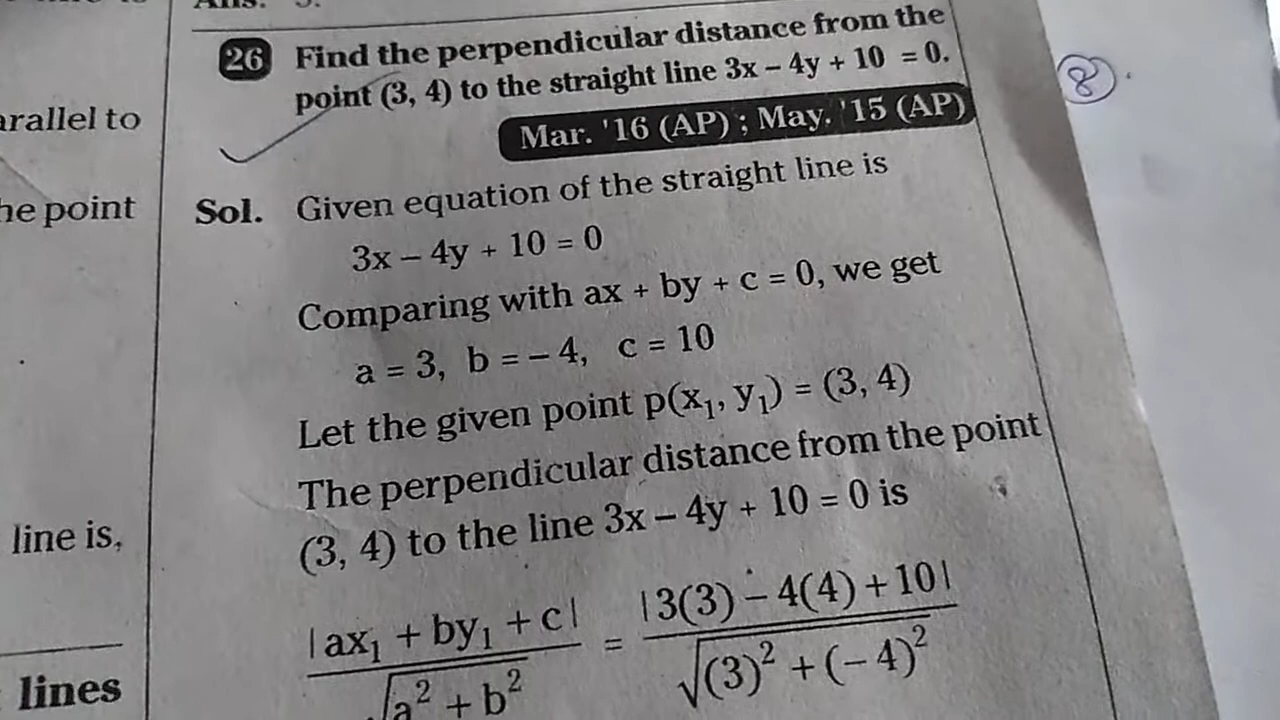 Ans. 5.
26 Find the perpendicular distance from the
point (3, 4) to the straight line 3x – 4y + 10 = 0.
Mar. '16 (AP) ; May. '15 (AP)
Sol. Given equation of the straight line is
3x – 4y + 10 = 0
Comparing with ax + by + c = 0, we get
a = 3, b = – 4, c = 10
Let the given point p(x₁, y₁) = (3, 4)
The perpendicular distance from the point
(3, 4) to the line 3x – 4y + 10 = 0 is
|ax₁ + by₁ + c| / √(a² + b²) = |3(3) – 4(4) + 10| / √((3)² + (– 4)²)
to
point
line is,
lines
8